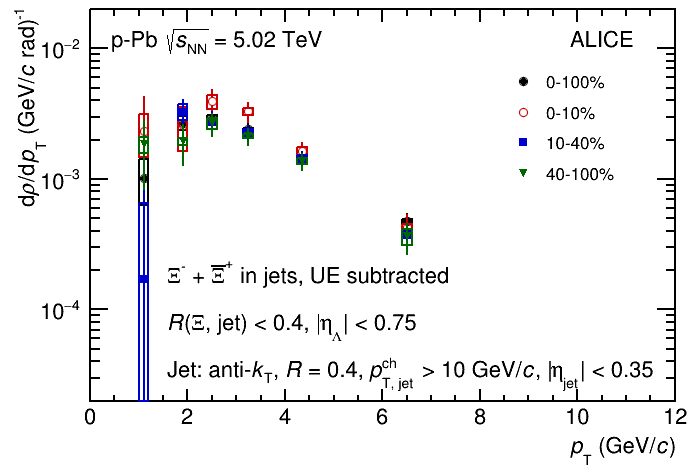 p-Pb √s_NN = 5.02 TeV
ALICE
0-100%
0-10%
10-40%
40-100%
dρ/dp_T (GeV/c rad)⁻¹
10⁻²
10⁻³
10⁻⁴
Ξ⁻ + Ξ̅⁺ in jets, UE subtracted
R(Ξ, jet) < 0.4, |η_Λ| < 0.75
Jet: anti-k_T, R = 0.4, p_T, jet^ch > 10 GeV/c, |η_jet| < 0.35
0 2 4 6 8 10 12
p_T (GeV/c)